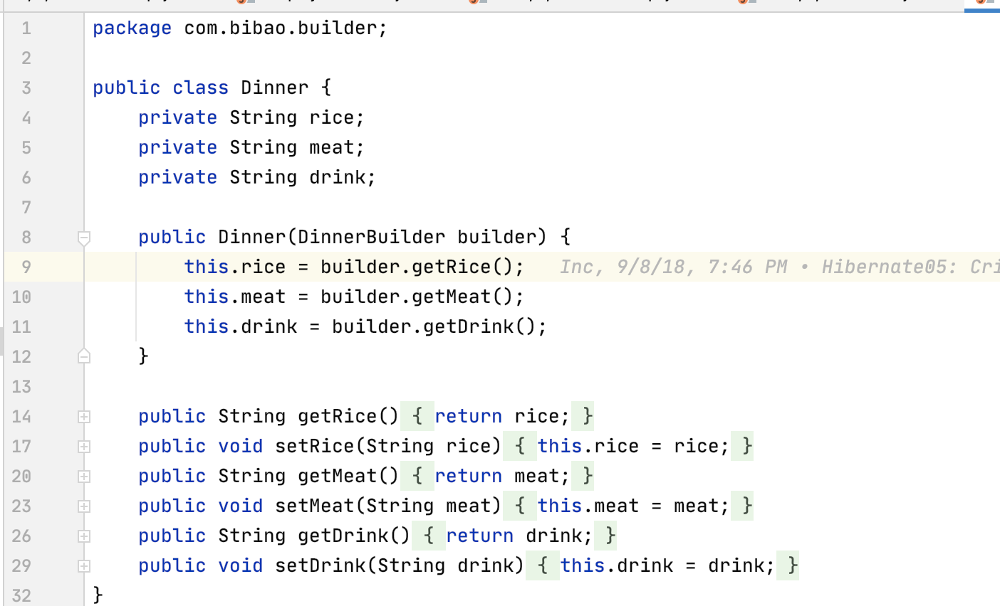 1 package com.bibao.builder;
2
3 public class Dinner {
4 private String rice;
5 private String meat;
6 private String drink;
7
8 public Dinner(DinnerBuilder builder) {
9 this.rice = builder.getRice(); Inc, 9/8/18, 7:46 PM • Hibernate05: Cri
10 this.meat = builder.getMeat();
11 this.drink = builder.getDrink();
12 }
13
14 public String getRice() { return rice; }
17 public void setRice(String rice) { this.rice = rice; }
20 public String getMeat() { return meat; }
23 public void setMeat(String meat) { this.meat = meat; }
26 public String getDrink() { return drink; }
29 public void setDrink(String drink) { this.drink = drink; }
32 }